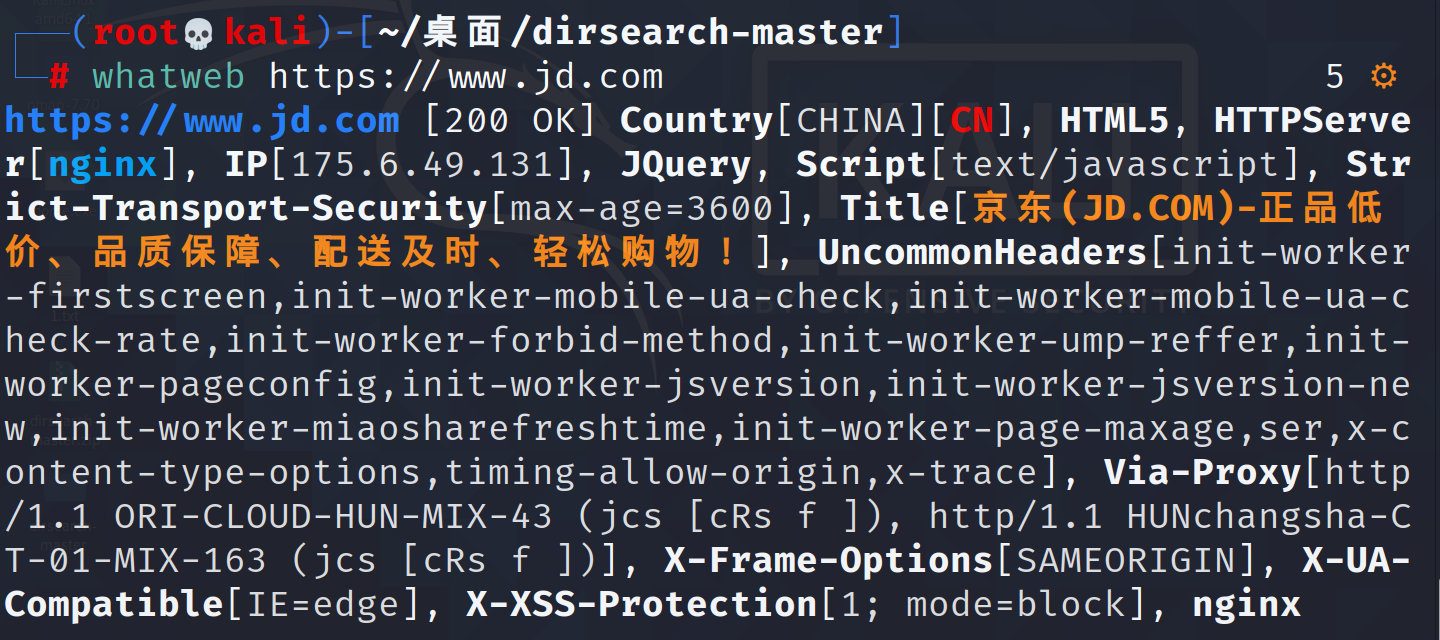 (root💀kali)-[~/桌面/dirsearch-master]
# whatweb https://www.jd.com 5 ⚙
https://www.jd.com [200 OK] Country[CHINA][CN], HTML5, HTTPServe
r[nginx], IP[175.6.49.131], JQuery, Script[text/javascript], Str
ict-Transport-Security[max-age=3600], Title[京东(JD.COM)-正品低
价、品质保障、配送及时、轻松购物！], UncommonHeaders[init-worker
-firstscreen,init-worker-mobile-ua-check,init-worker-mobile-ua-c
heck-rate,init-worker-forbid-method,init-worker-ump-reffer,init-
worker-pageconfig,init-worker-jsversion,init-worker-jsversion-ne
w,init-worker-miaosharefreshtime,init-worker-page-maxage,ser,x-c
ontent-type-options,timing-allow-origin,x-trace], Via-Proxy[http
/1.1 ORI-CLOUD-HUN-MIX-43 (jcs [cRs f ]), http/1.1 HUNchangsha-C
T-01-MIX-163 (jcs [cRs f ])], X-Frame-Options[SAMEORIGIN], X-UA-
Compatible[IE=edge], X-XSS-Protection[1; mode=block], nginx